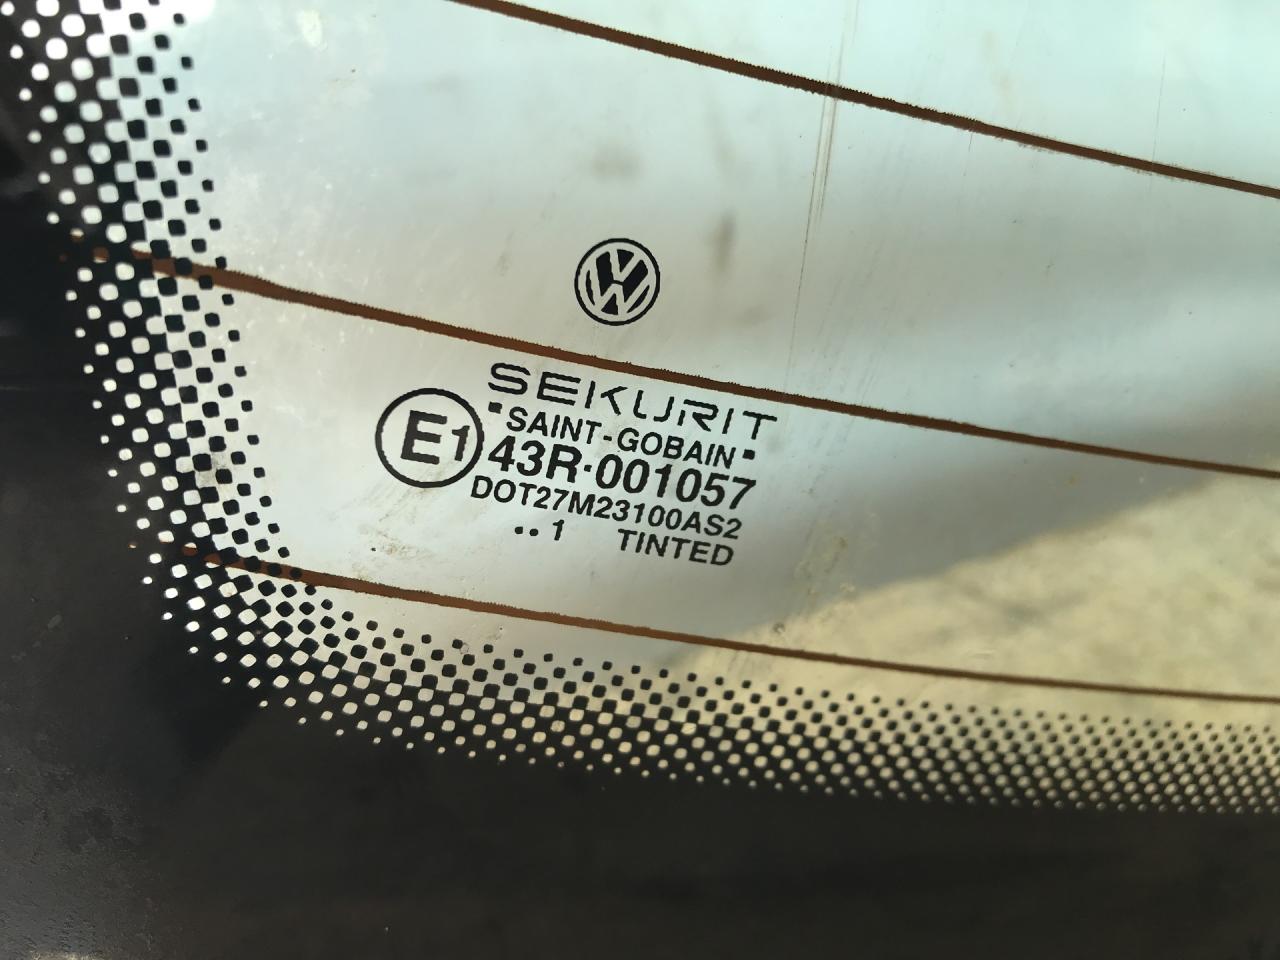 SEKURIT
"SAINT-GOBAIN"
E1
43R·001057
DOT27M23100AS2
..1 TINTED